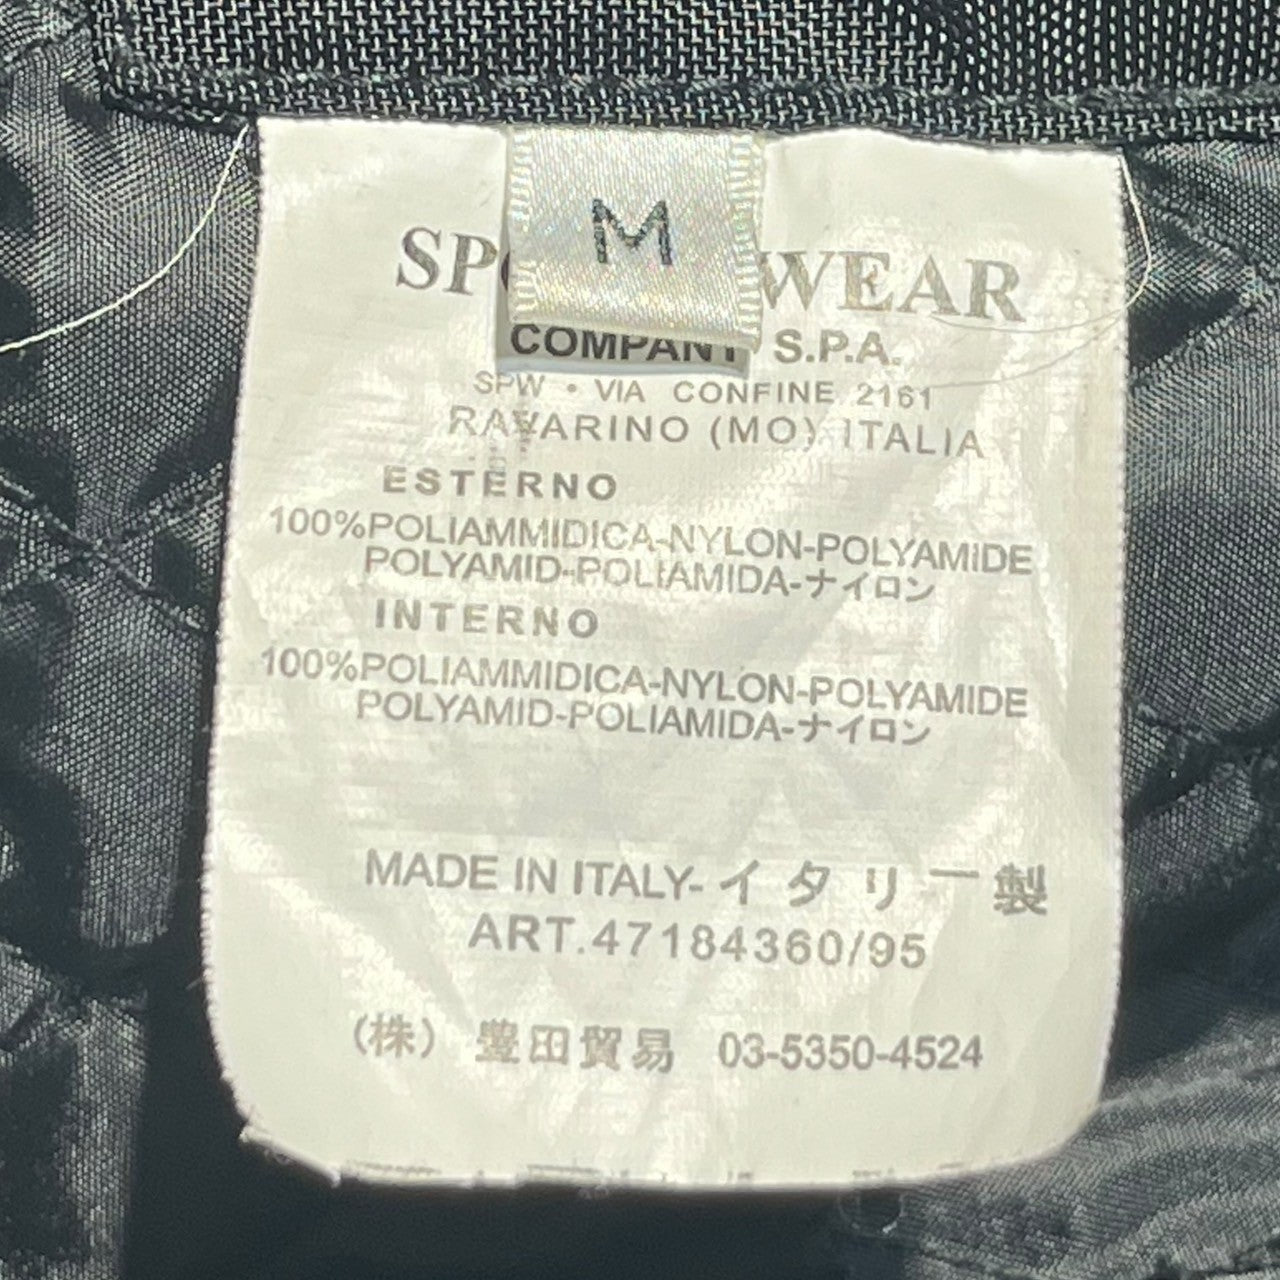 M
WEAR
COMPANY S.P.A.
SPW • VIA CONFINE 2161
RAVARINO (MO) ITALIA
ESTERNO
100%POLIAMMIDICA-NYLON-POLYAMIDE
POLYAMID-POLIAMIDA-ナイロン
INTERNO
100%POLIAMMIDICA-NYLON-POLYAMIDE
POLYAMID-POLIAMIDA-ナイロン
MADE IN ITALY-イタリー製
ART.47184360/95
(株) 豊田貿易 03-5350-4524